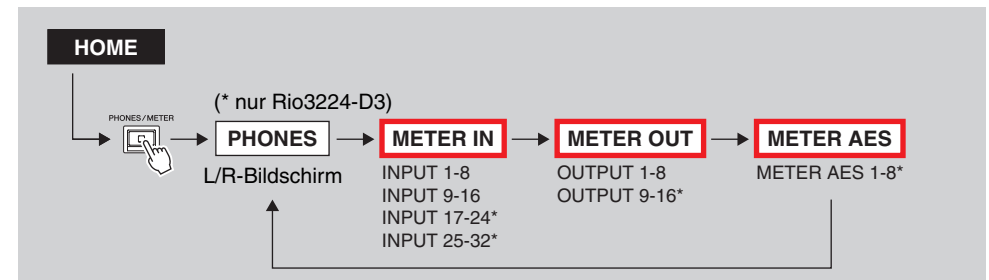 HOME
PHONES/METER
(* nur Rio3224-D3)
PHONES
L/R-Bildschirm
METER IN
INPUT 1-8
INPUT 9-16
INPUT 17-24*
INPUT 25-32*
METER OUT
OUTPUT 1-8
OUTPUT 9-16*
METER AES
METER AES 1-8*